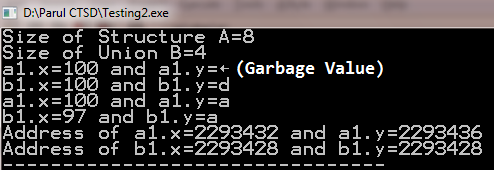 D:\Parul CTSD\Testing2.exe
Size of Structure A=8
Size of Union B=4
a1.x=100 and a1.y=← (Garbage Value)
b1.x=100 and b1.y=d
a1.x=100 and a1.y=a
b1.x=97 and b1.y=a
Address of a1.x=2293432 and a1.y=2293436
Address of b1.x=2293428 and b1.y=2293428
--------------------------------